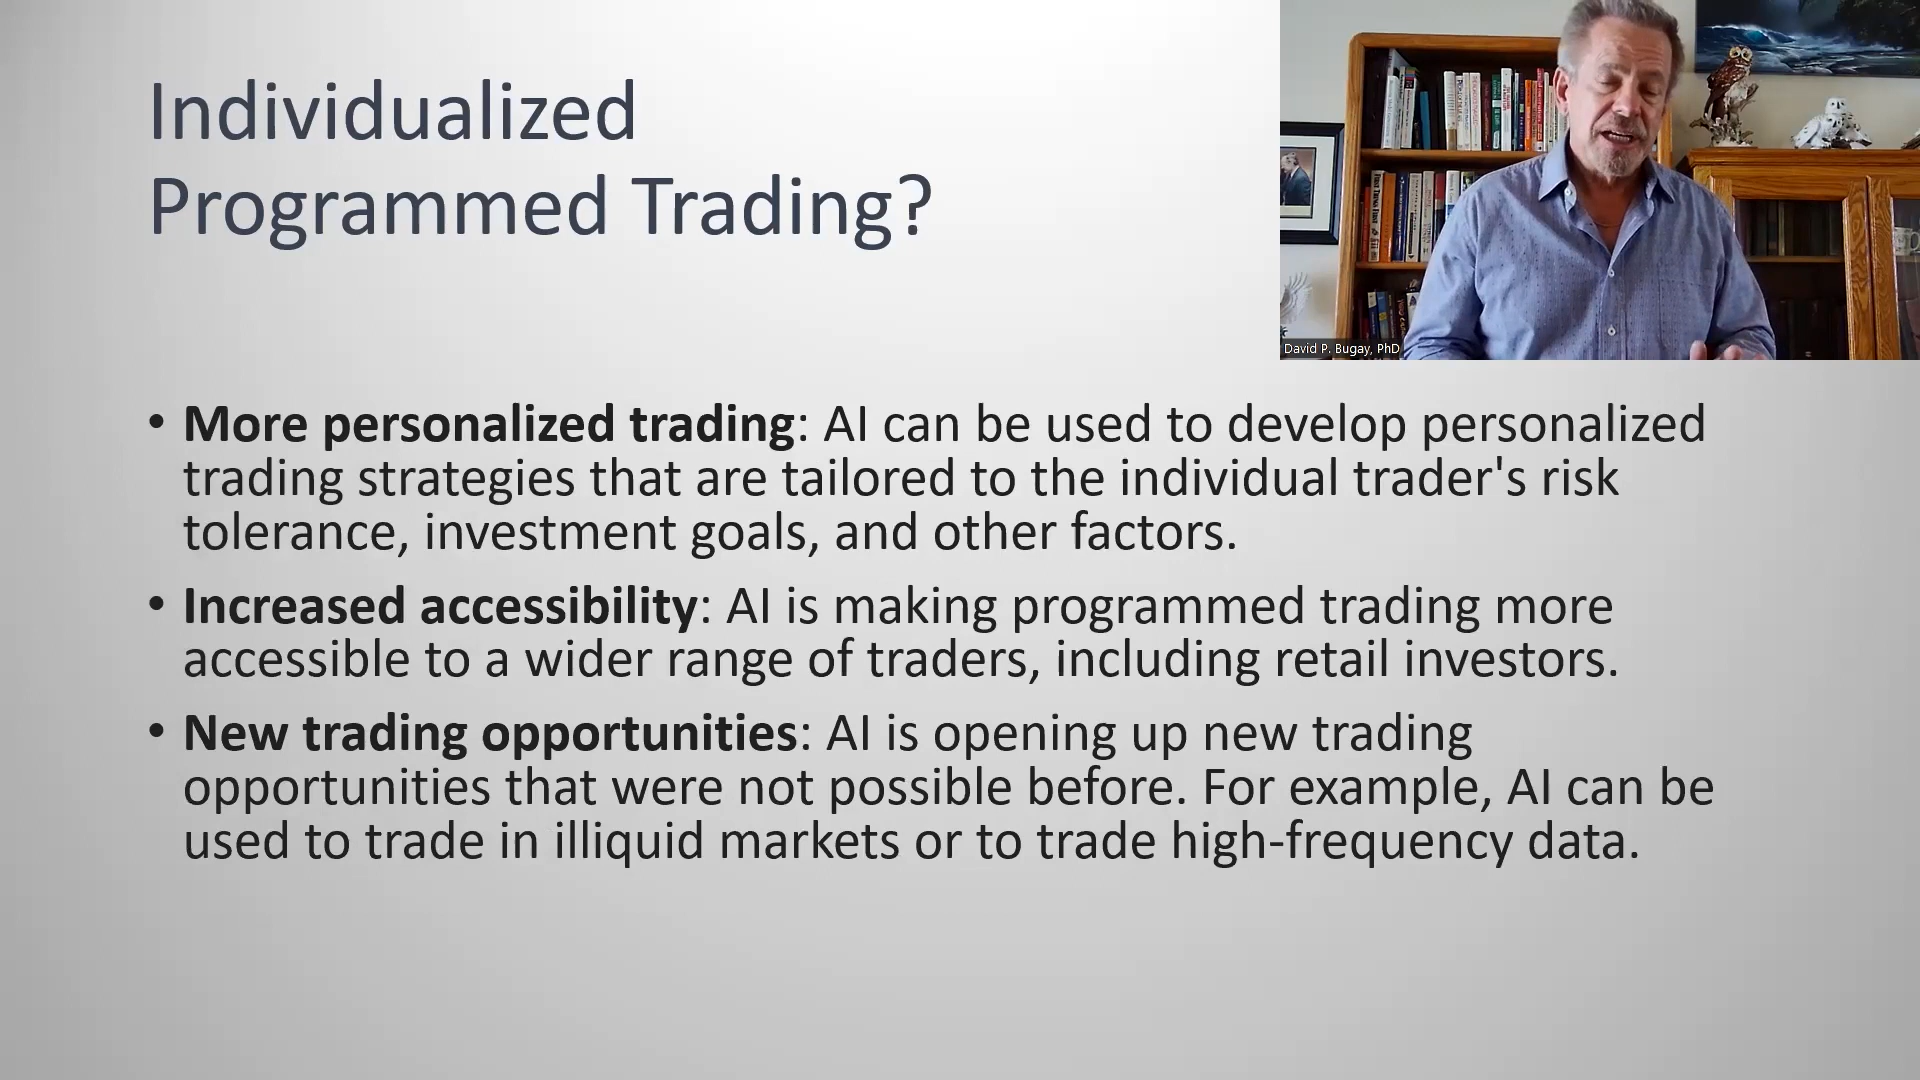 Individualized
Programmed Trading?
David P. Bugay, PhD
• More personalized trading: AI can be used to develop personalized
trading strategies that are tailored to the individual trader's risk
tolerance, investment goals, and other factors.
• Increased accessibility: AI is making programmed trading more
accessible to a wider range of traders, including retail investors.
• New trading opportunities: AI is opening up new trading
opportunities that were not possible before. For example, AI can be
used to trade in illiquid markets or to trade high-frequency data.